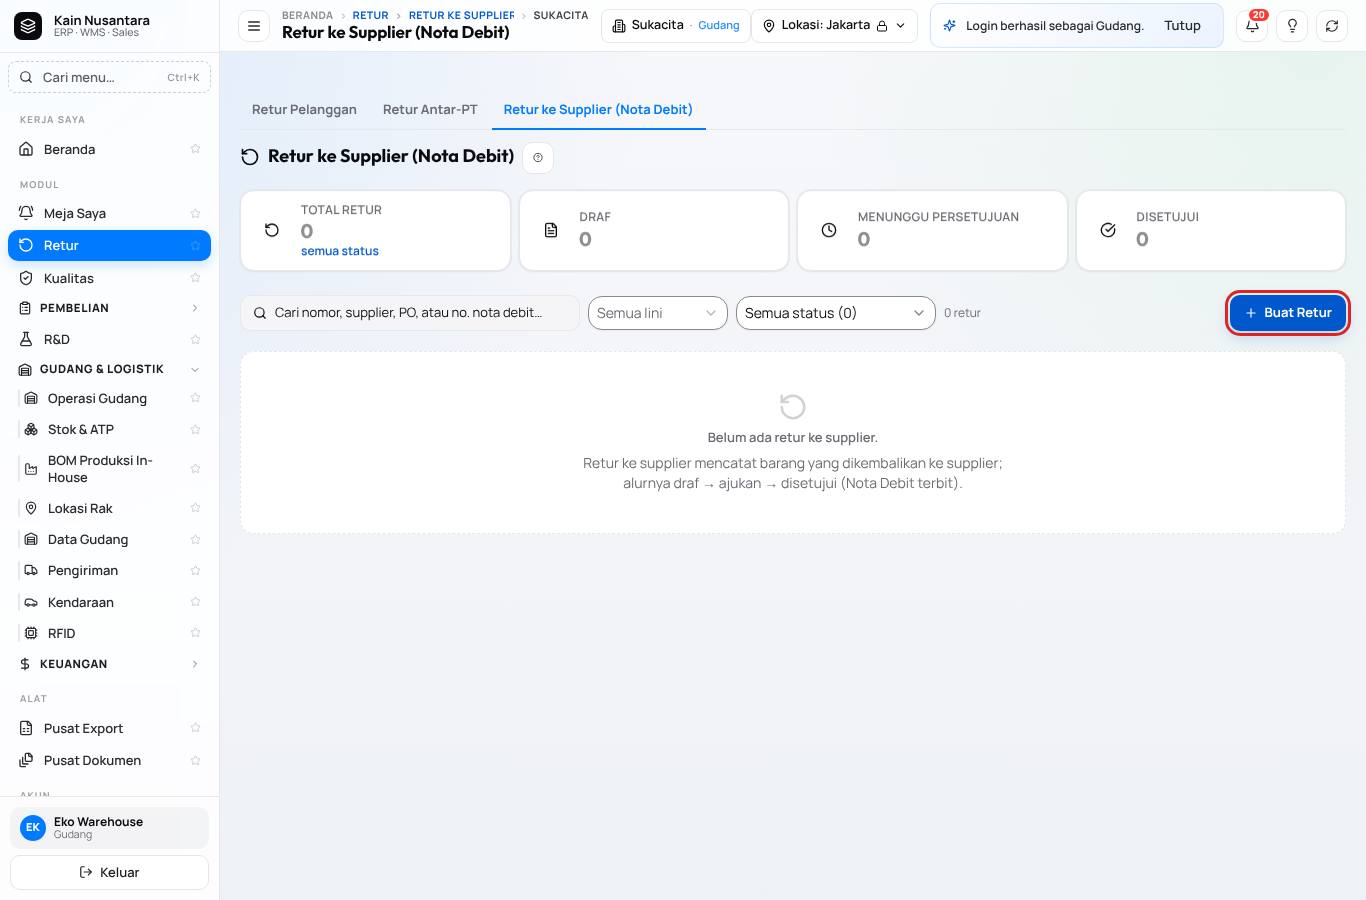 Kain Nusantara
ERP · WMS · Sales
Cari menu... Ctrl+K
KERJA SAYA
Beranda
MODUL
Meja Saya
Retur
Kualitas
PEMBELIAN
R&D
GUDANG & LOGISTIK
Operasi Gudang
Stok & ATP
BOM Produksi In-
House
Lokasi Rak
Data Gudang
Pengiriman
Kendaraan
RFID
KEUANGAN
ALAT
Pusat Export
Pusat Dokumen
AKUN
EK Eko Warehouse
Gudang
Keluar
BERANDA > RETUR > RETUR KE SUPPLIER > SUKACITA
Retur ke Supplier (Nota Debit)
Sukacita · Gudang
Lokasi: Jakarta
Login berhasil sebagai Gudang. Tutup
20
Retur Pelanggan Retur Antar-PT Retur ke Supplier (Nota Debit)
Retur ke Supplier (Nota Debit)
TOTAL RETUR
0
semua status
DRAF
0
MENUNGGU PERSETUJUAN
0
DISETUJUI
0
Cari nomor, supplier, PO, atau no. nota debit...
Semua lini
Semua status (0)
0 retur
+ Buat Retur
Belum ada retur ke supplier.
Retur ke supplier mencatat barang yang dikembalikan ke supplier;
alurnya draf → ajukan → disetujui (Nota Debit terbit).